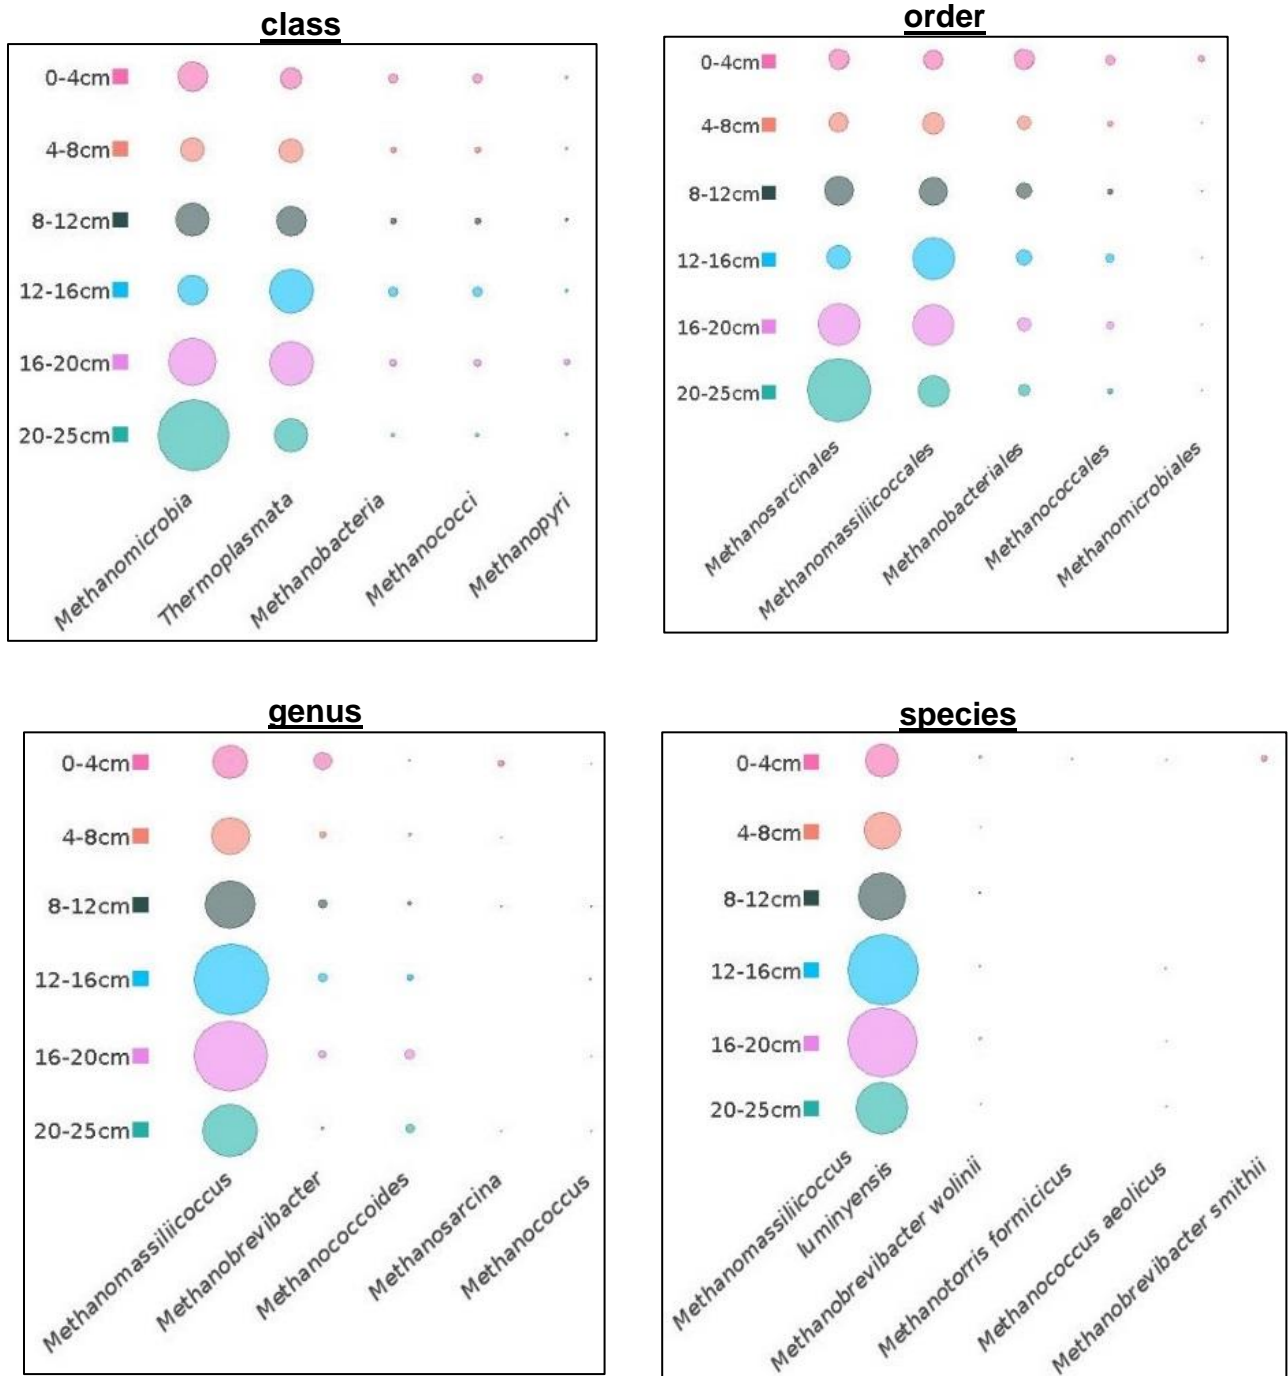 class
0-4cm
4-8cm
8-12cm
12-16cm
16-20cm
20-25cm
Methanomicrobia
Thermoplasmata
Methanobacteria
Methanococci
Methanopyri
order
0-4cm
4-8cm
8-12cm
12-16cm
16-20cm
20-25cm
Methanosarcinales
Methanomassiliicoccales
Methanobacteriales
Methanococcales
Methanomicrobiales
genus
0-4cm
4-8cm
8-12cm
12-16cm
16-20cm
20-25cm
Methanomassiliicoccus
Methanobrevibacter
Methanococcoides
Methanosarcina
Methanococcus
species
0-4cm
4-8cm
8-12cm
12-16cm
16-20cm
20-25cm
Methanomassiliicoccus
luminyensis
Methanobrevibacter wolinii
Methanotorris formicicus
Methanococcus aeolicus
Methanobrevibacter smithii